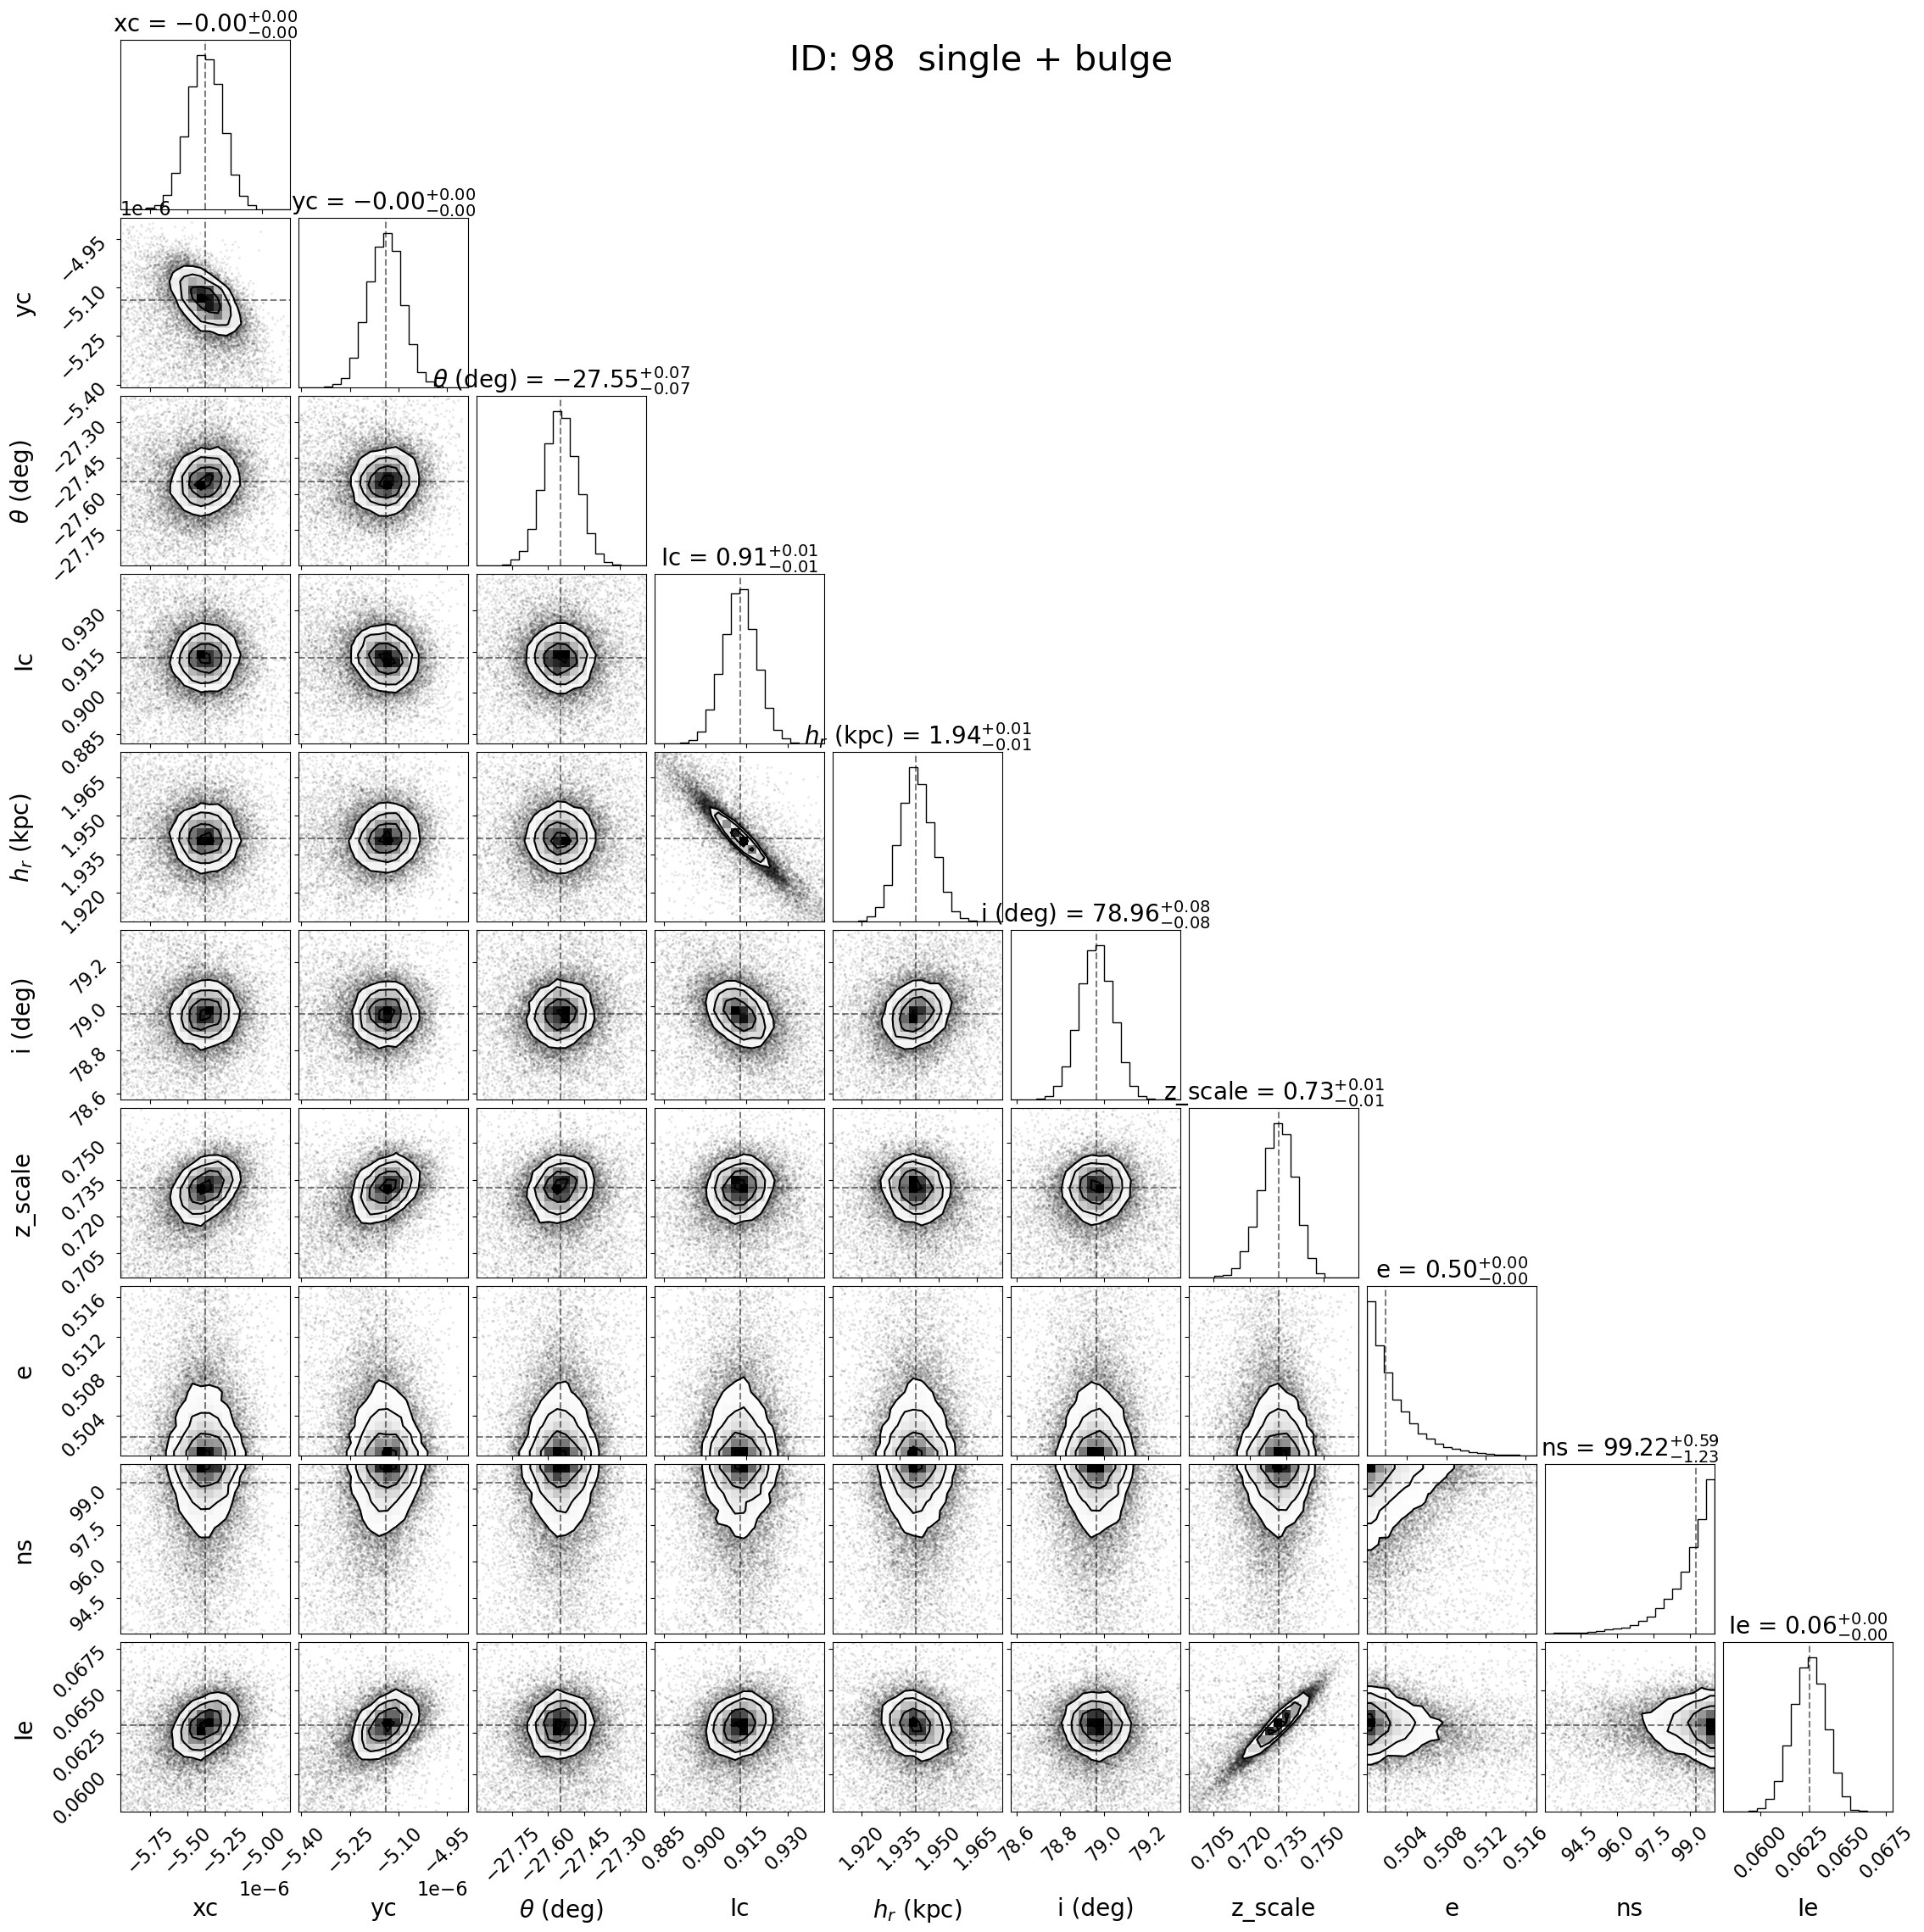 ID: 98  single + bulge
xc = −0.00 +0.00 −0.00
1e−6
yc = −0.00 +0.00 −0.00
yc
−4.95
−5.10
−5.25
−5.40
θ (deg) = −27.55 +0.07 −0.07
θ (deg)
−27.30
−27.45
−27.60
−27.75
Ic = 0.91 +0.01 −0.01
Ic
0.930
0.915
0.900
0.885
h_r (kpc) = 1.94 +0.01 −0.01
h_r (kpc)
1.965
1.950
1.935
1.920
i (deg) = 78.96 +0.08 −0.08
i (deg)
79.2
79.0
78.8
78.6
z_scale = 0.73 +0.01 −0.01
z_scale
0.750
0.735
0.720
0.705
e = 0.50 +0.00 −0.00
e
0.516
0.512
0.508
0.504
ns = 99.22 +0.59 −1.23
ns
99.0
97.5
96.0
94.5
Ie = 0.06 +0.00 −0.00
Ie
0.0675
0.0650
0.0625
0.0600
−5.75 −5.50 −5.25 −5.00
−5.40 −5.25 −5.10 −4.95
−27.75 −27.60 −27.45 −27.30
0.885 0.900 0.915 0.930
1.920 1.935 1.950 1.965
78.6 78.8 79.0 79.2
0.705 0.720 0.735 0.750
0.504 0.508 0.512 0.516
94.5 96.0 97.5 99.0
0.0600 0.0625 0.0650 0.0675
1e−6 1e−6
xc yc θ (deg) Ic h_r (kpc) i (deg) z_scale e ns Ie